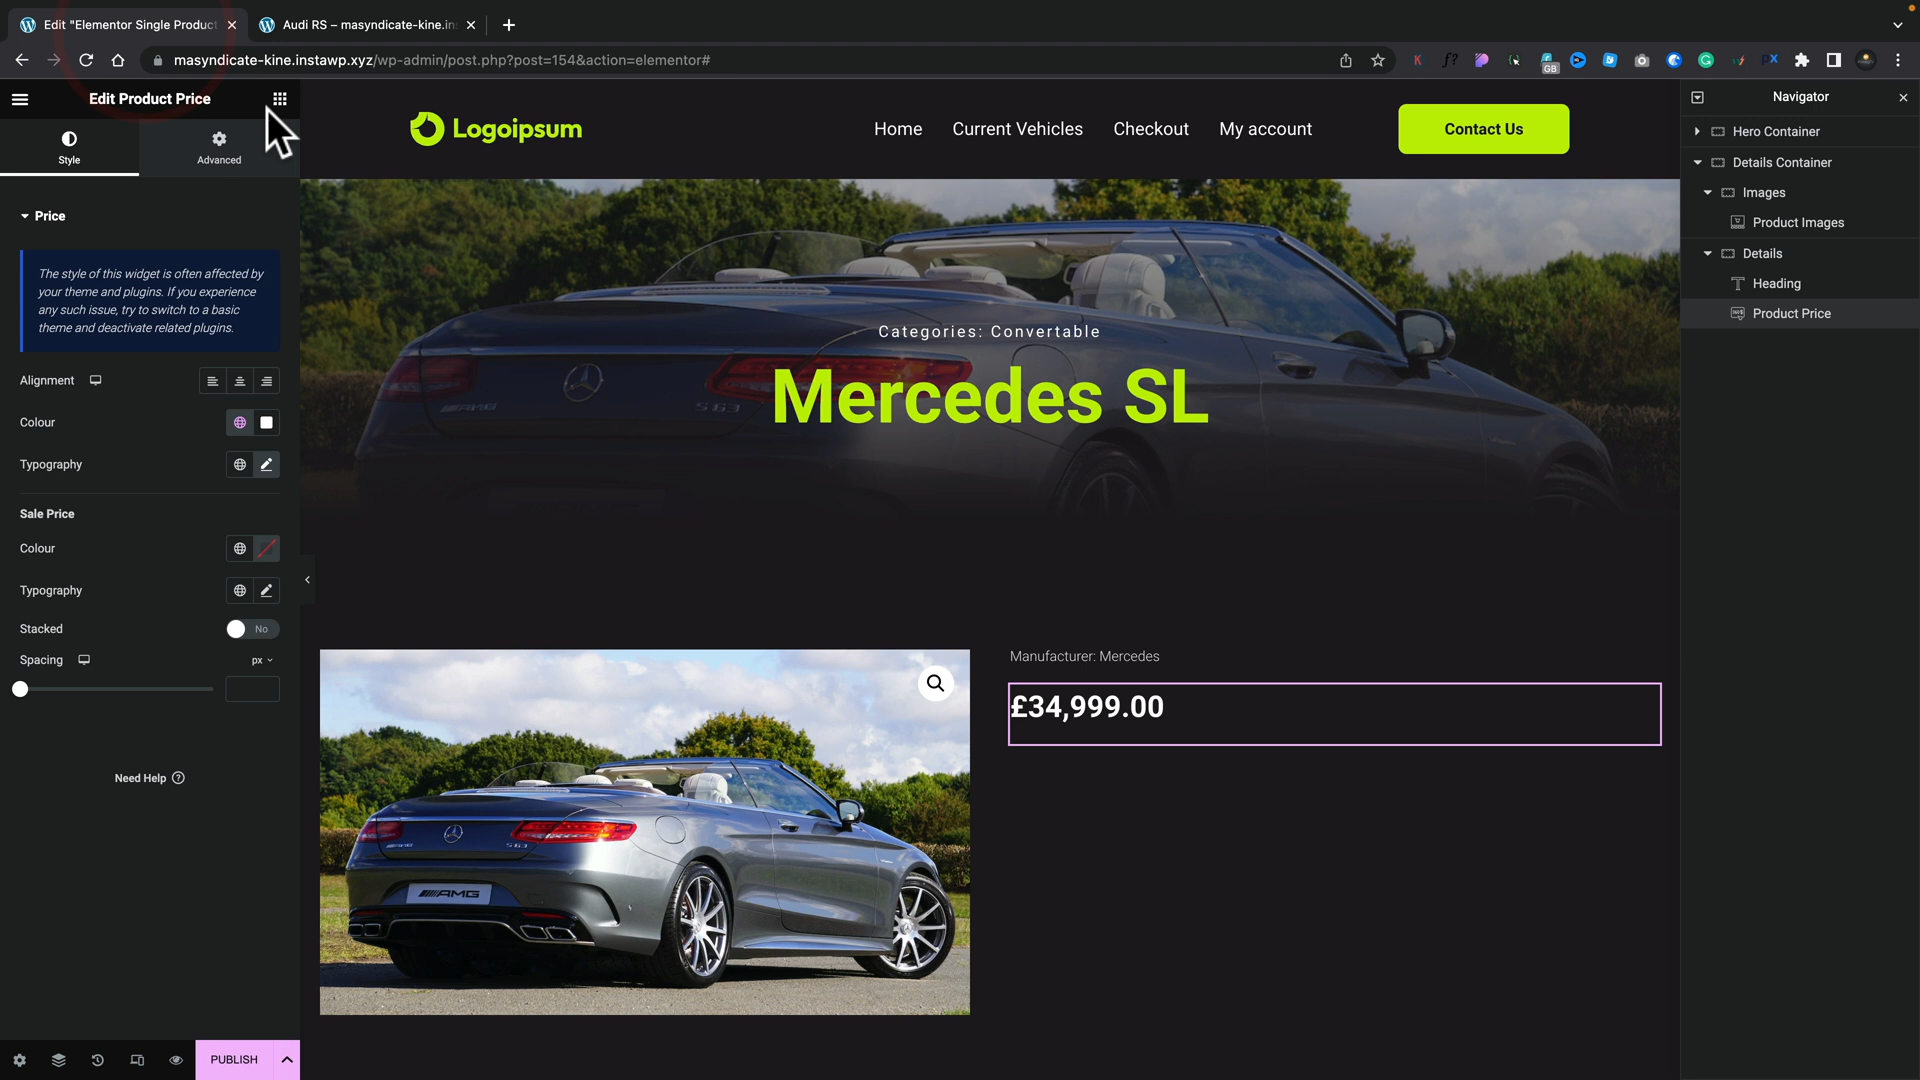 Edit "Elementor Single Product
Audi RS – masyndicate-kine.in
masyndicate-kine.instawp.xyz/wp-admin/post.php?post=154&action=elementor#
GB
Edit Product Price
Style
Advanced
Price
The style of this widget is often affected by
your theme and plugins. If you experience
any such issue, try to switch to a basic
theme and deactivate related plugins.
Alignment
Colour
Typography
Sale Price
Colour
Typography
Stacked
No
Spacing
px
Need Help
PUBLISH
Logoipsum
Home
Current Vehicles
Checkout
My account
Contact Us
Categories: Convertable
Mercedes SL
Manufacturer: Mercedes
£34,999.00
AMG
S 63
Navigator
Hero Container
Details Container
Images
Product Images
Details
Heading
Product Price